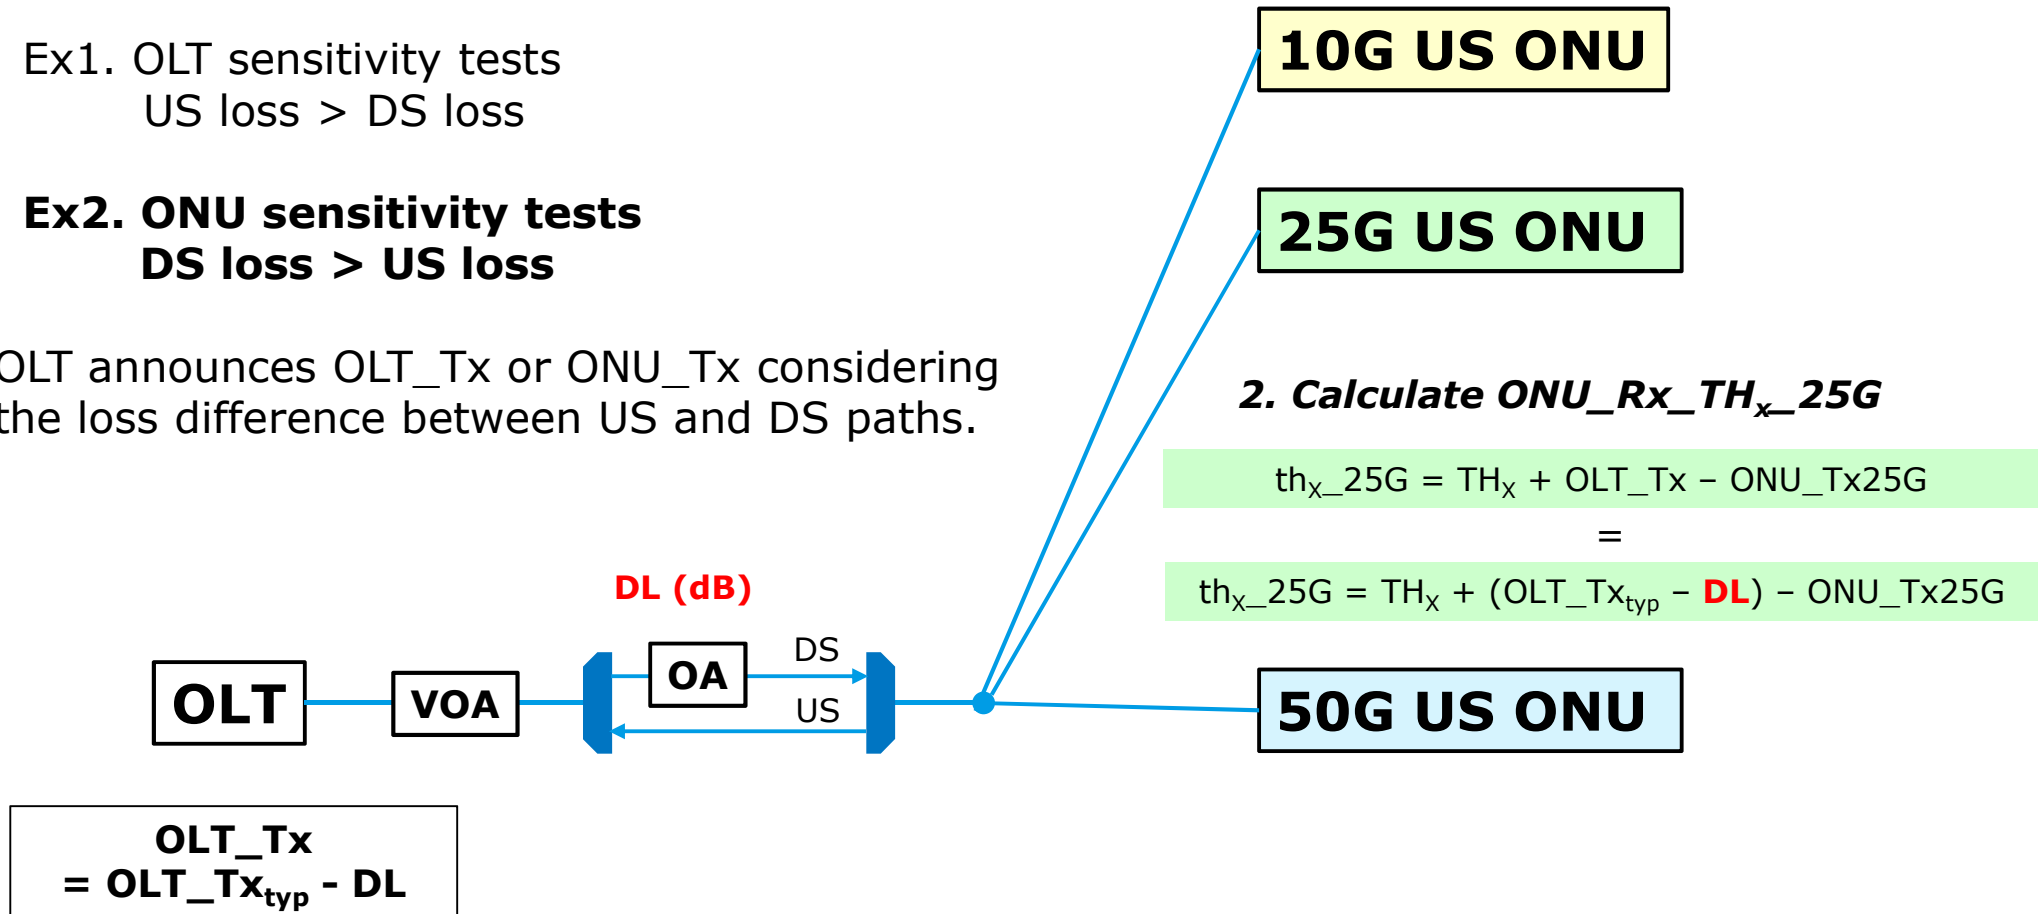 Ex1. OLT sensitivity tests
US loss > DS loss
Ex2. ONU sensitivity tests
DS loss > US loss
OLT announces OLT_Tx or ONU_Tx considering
the loss difference between US and DS paths.
10G US ONU
25G US ONU
2. Calculate ONU_Rx_THx_25G
thX_25G = THX + OLT_Tx – ONU_Tx25G
=
thX_25G = THX + (OLT_Txtyp – DL) – ONU_Tx25G
DL (dB)
OLT
VOA
OA
DS
US
50G US ONU
OLT_Tx
= OLT_Txtyp - DL